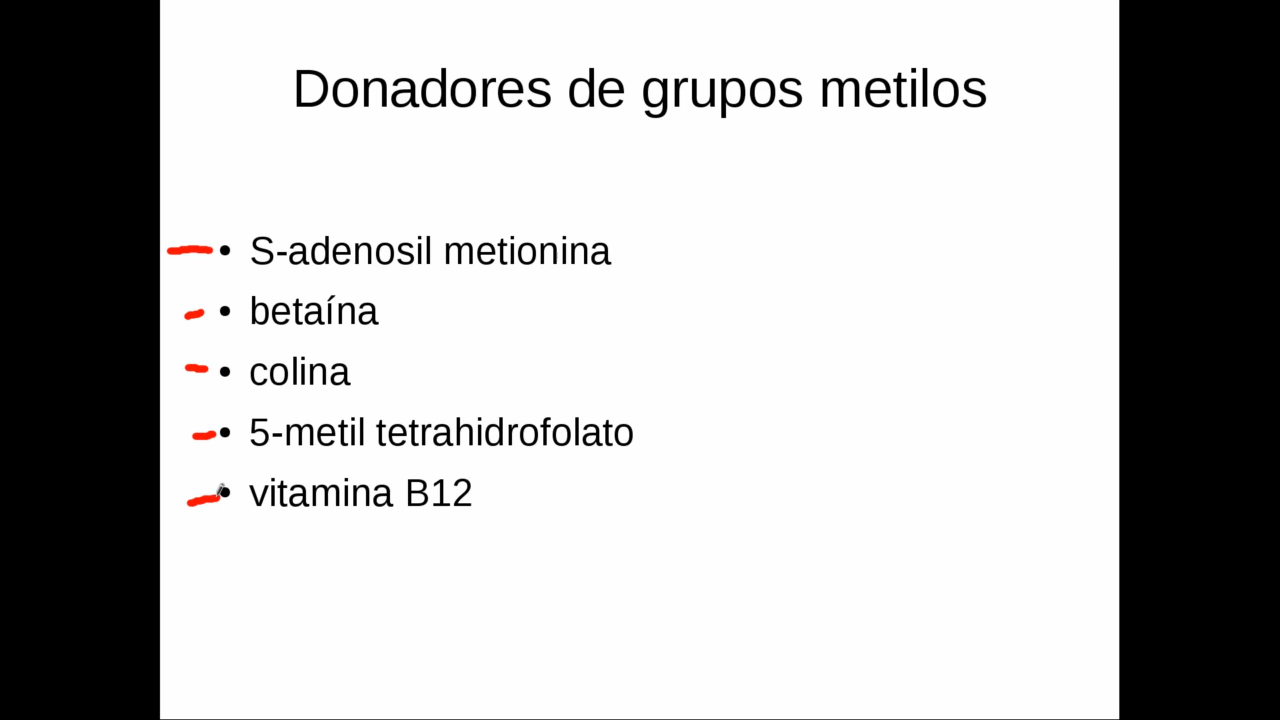 Donadores de grupos metilos
• S-adenosil metionina
• betaína
• colina
• 5-metil tetrahidrofolato
• vitamina B12